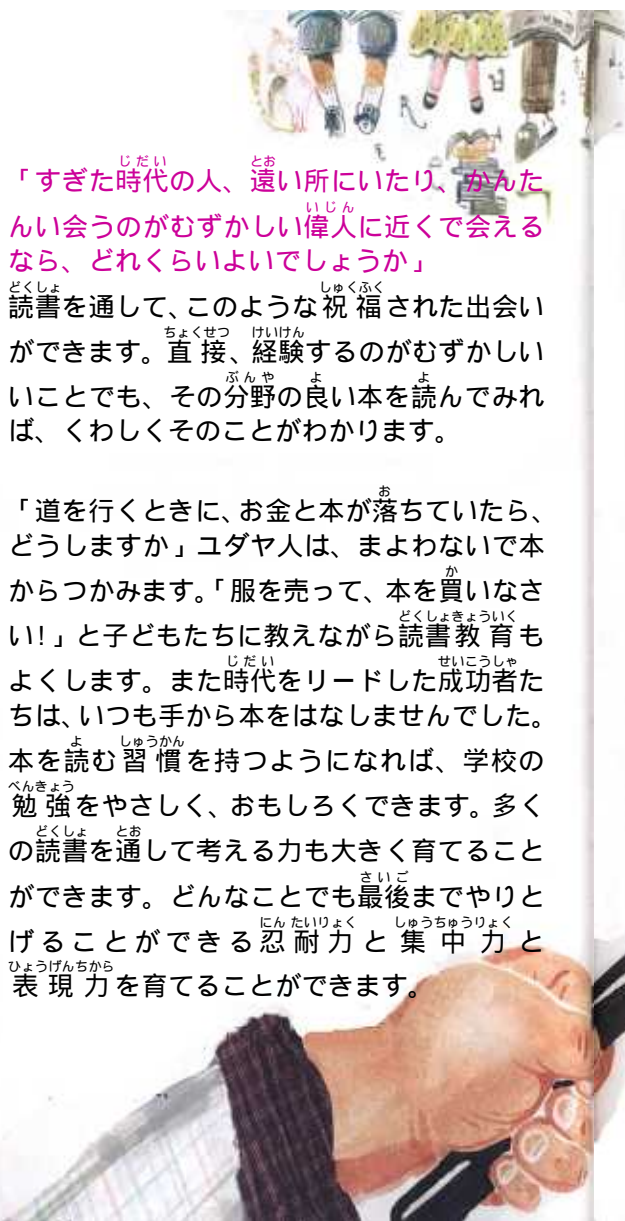 「すぎた時代の人、遠い所にいたり、かんた
んい会うのがむずかしい偉人に近くで会える
なら、どれくらいよいでしょうか」
読書を通して、このような祝福された出会い
ができます。直接、経験するのがむずかしい
いことでも、その分野の良い本を読んでみれ
ば、くわしくそのことがわかります。
「道を行くときに、お金と本が落ちていたら、
どうしますか」ユダヤ人は、まよわないで本
からつかみます。「服を売って、本を買いなさ
い!」と子どもたちに教えながら読書教育も
よくします。また時代をリードした成功者た
ちは、いつも手から本をはなしませんでした。
本を読む習慣を持つようになれば、学校の
勉強をやさしく、おもしろくできます。多く
の読書を通して考える力も大きく育てること
ができます。どんなことでも最後までやりと
げることができる忍耐力と集中力と
表現力を育てることができます。